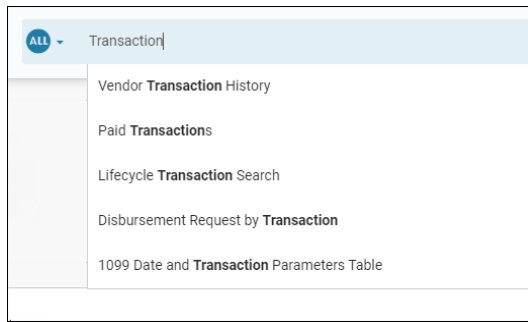 ALL
Transaction
Vendor Transaction History
Paid Transactions
Lifecycle Transaction Search
Disbursement Request by Transaction
1099 Date and Transaction Parameters Table